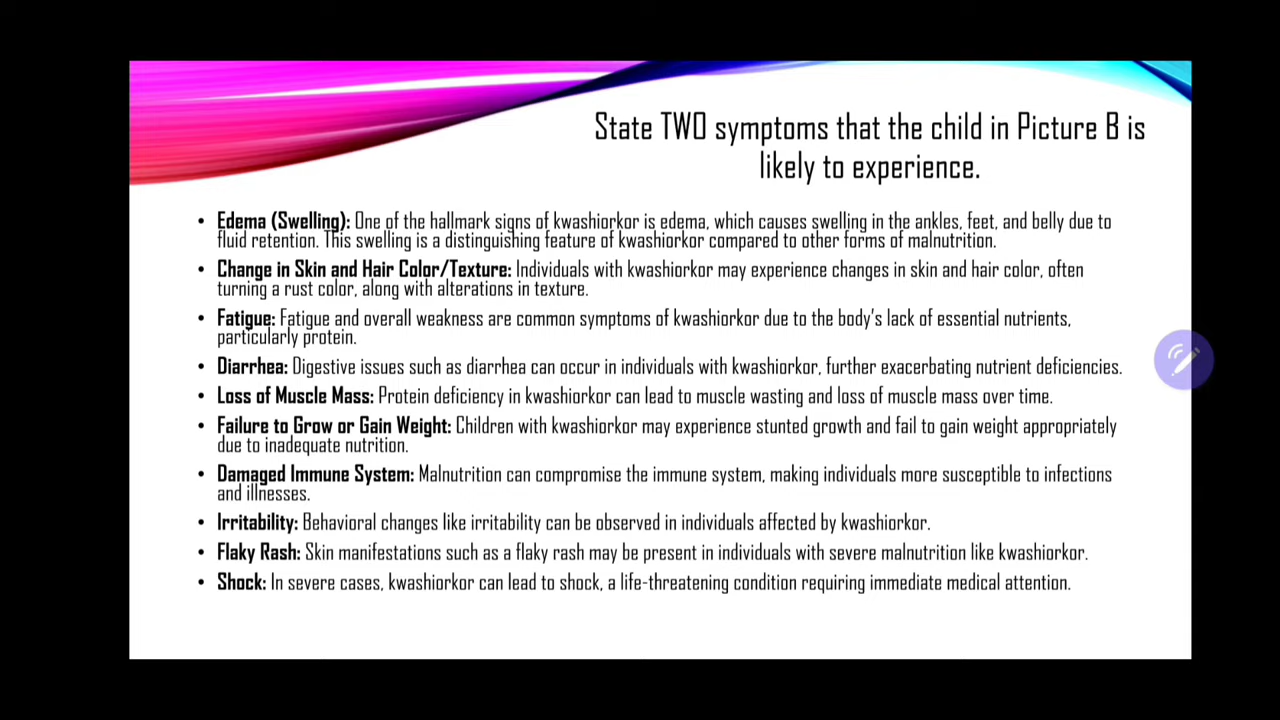 State TWO symptoms that the child in Picture B is
likely to experience.
• Edema (Swelling): One of the hallmark signs of kwashiorkor is edema, which causes swelling in the ankles, feet, and belly due to
fluid retention. This swelling is a distinguishing feature of kwashiorkor compared to other forms of malnutrition.
• Change in Skin and Hair Color/Texture: Individuals with kwashiorkor may experience changes in skin and hair color, often
turning a rust color, along with alterations in texture.
• Fatigue: Fatigue and overall weakness are common symptoms of kwashiorkor due to the body's lack of essential nutrients,
particularly protein.
• Diarrhea: Digestive issues such as diarrhea can occur in individuals with kwashiorkor, further exacerbating nutrient deficiencies.
• Loss of Muscle Mass: Protein deficiency in kwashiorkor can lead to muscle wasting and loss of muscle mass over time.
• Failure to Grow or Gain Weight: Children with kwashiorkor may experience stunted growth and fail to gain weight appropriately
due to inadequate nutrition.
• Damaged Immune System: Malnutrition can compromise the immune system, making individuals more susceptible to infections
and illnesses.
• Irritability: Behavioral changes like irritability can be observed in individuals affected by kwashiorkor.
• Flaky Rash: Skin manifestations such as a flaky rash may be present in individuals with severe malnutrition like kwashiorkor.
• Shock: In severe cases, kwashiorkor can lead to shock, a life-threatening condition requiring immediate medical attention.